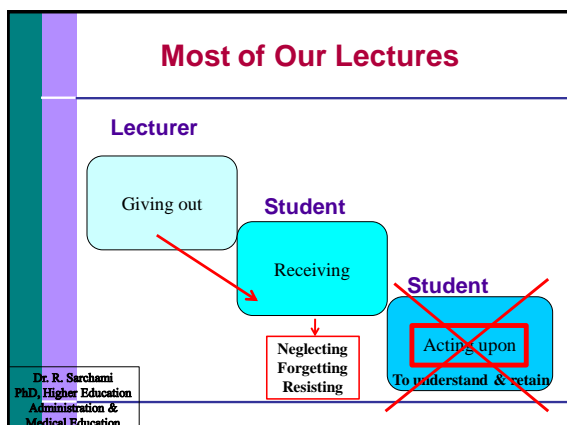 Most of Our Lectures
Lecturer
Giving out
Student
Receiving
Student
Neglecting
Forgetting
Resisting
Acting upon
To understand & retain
Dr. R. Sarchami
PhD, Higher Education
Administration &
Medical Education